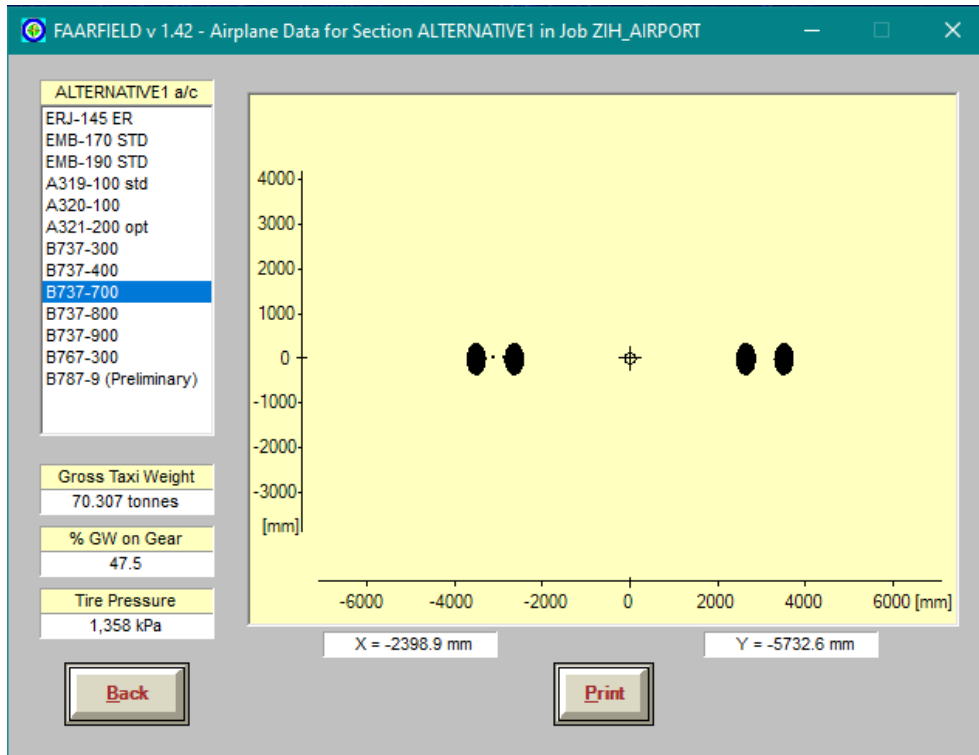 FAARFIELD v 1.42 - Airplane Data for Section ALTERNATIVE1 in Job ZIH_AIRPORT
ALTERNATIVE1 a/c
ERJ-145 ER
EMB-170 STD
EMB-190 STD
A319-100 std
A320-100
A321-200 opt
B737-300
B737-400
B737-700
B737-800
B737-900
B767-300
B787-9 (Preliminary)
Gross Taxi Weight
70.307 tonnes
% GW on Gear
47.5
Tire Pressure
1,358 kPa
4000
3000
2000
1000
0
-1000
-2000
-3000
[mm]
-6000 -4000 -2000 0 2000 4000 6000 [mm]
X = -2398.9 mm
Y = -5732.6 mm
Back
Print